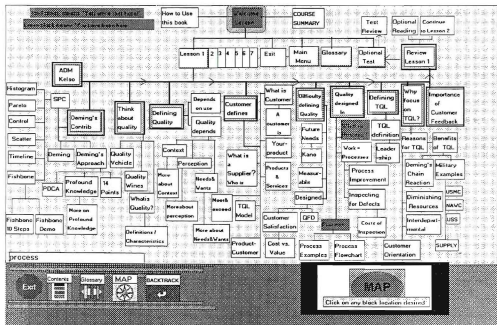 How to Use this book
Welcome
COURSE SUMMARY
Test Review
Optional Reading
Continue to Lesson 2
Lesson 1 2 3 4 5 6 7
Exit
Main Menu
Glossary
Optional Test
Review Lesson 1
ADM Kelso
Histogram
Pareto
Control
Scatter
Timeline
Fishbone
Fishbone 10 Steps
Fishbone Demo
SPC
Deming's Contrib
Think about quality
Defining Quality
Depends on use
Quality depends
Customer defines
What is Customer
A customer is
Your product
Products & Services
Difficulty defining Quality
Future Needs
Kano
Measurable
Designed
Quality designed in
Work = Processes
Defining TQL
TQL definition
Leadership
Process Improvement
Inspecting for Defects
Why focus on TQL?
Importance of Customer Feedback
Reasons for TQL
Benefits of TQL
Deming's Chain Reaction
Military Examples
Diminishing Resources
Interdepartmental
USMC
NAVC
USS
SUPPLY
Deming
Deming's Approach
Quality Vehicle
PDCA
Profound Knowledge
14 Points
Quality Wines
More on Profound Knowledge
What is Quality?
Definitions / Characteristics
Context
Perception
More about Context
Needs & Wants
More about perception
Need & exceed
More about Needs&Wants
What is a Supplier?
Who is
TQL Model
Product-Customer
Customer Satisfaction
QFD
Cost vs. Value
Process
Costs of Inspection
Process Examples
Process Flowchart
Customer Orientation
process
Exit
Contents
Glossary
MAP
BACKTRACK
MAP
Click on any block location desired